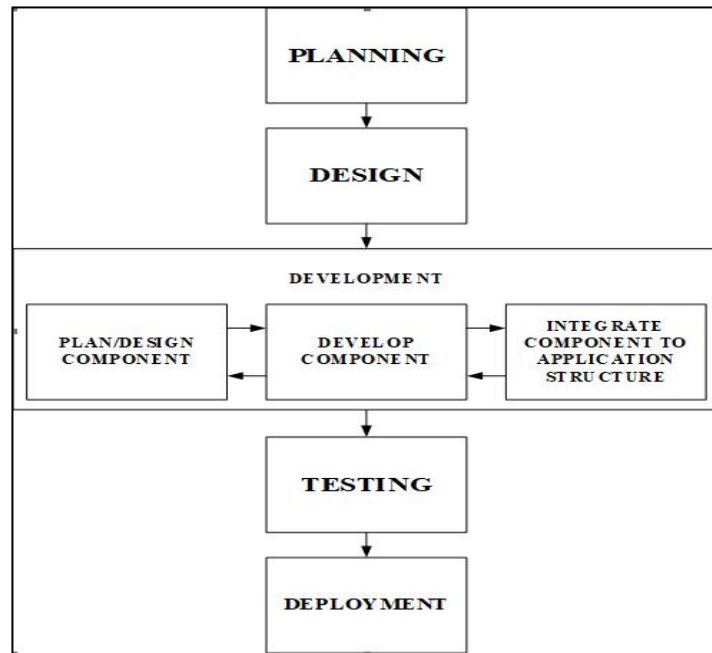 PLANNING
DESIGN
DEVELOPMENT
PLAN/DESIGN
COMPONENT
DEVELOP
COMPONENT
INTEGRATE
COMPONENT TO
APPLICATION
STRUCTURE
TESTING
DEPLOYMENT